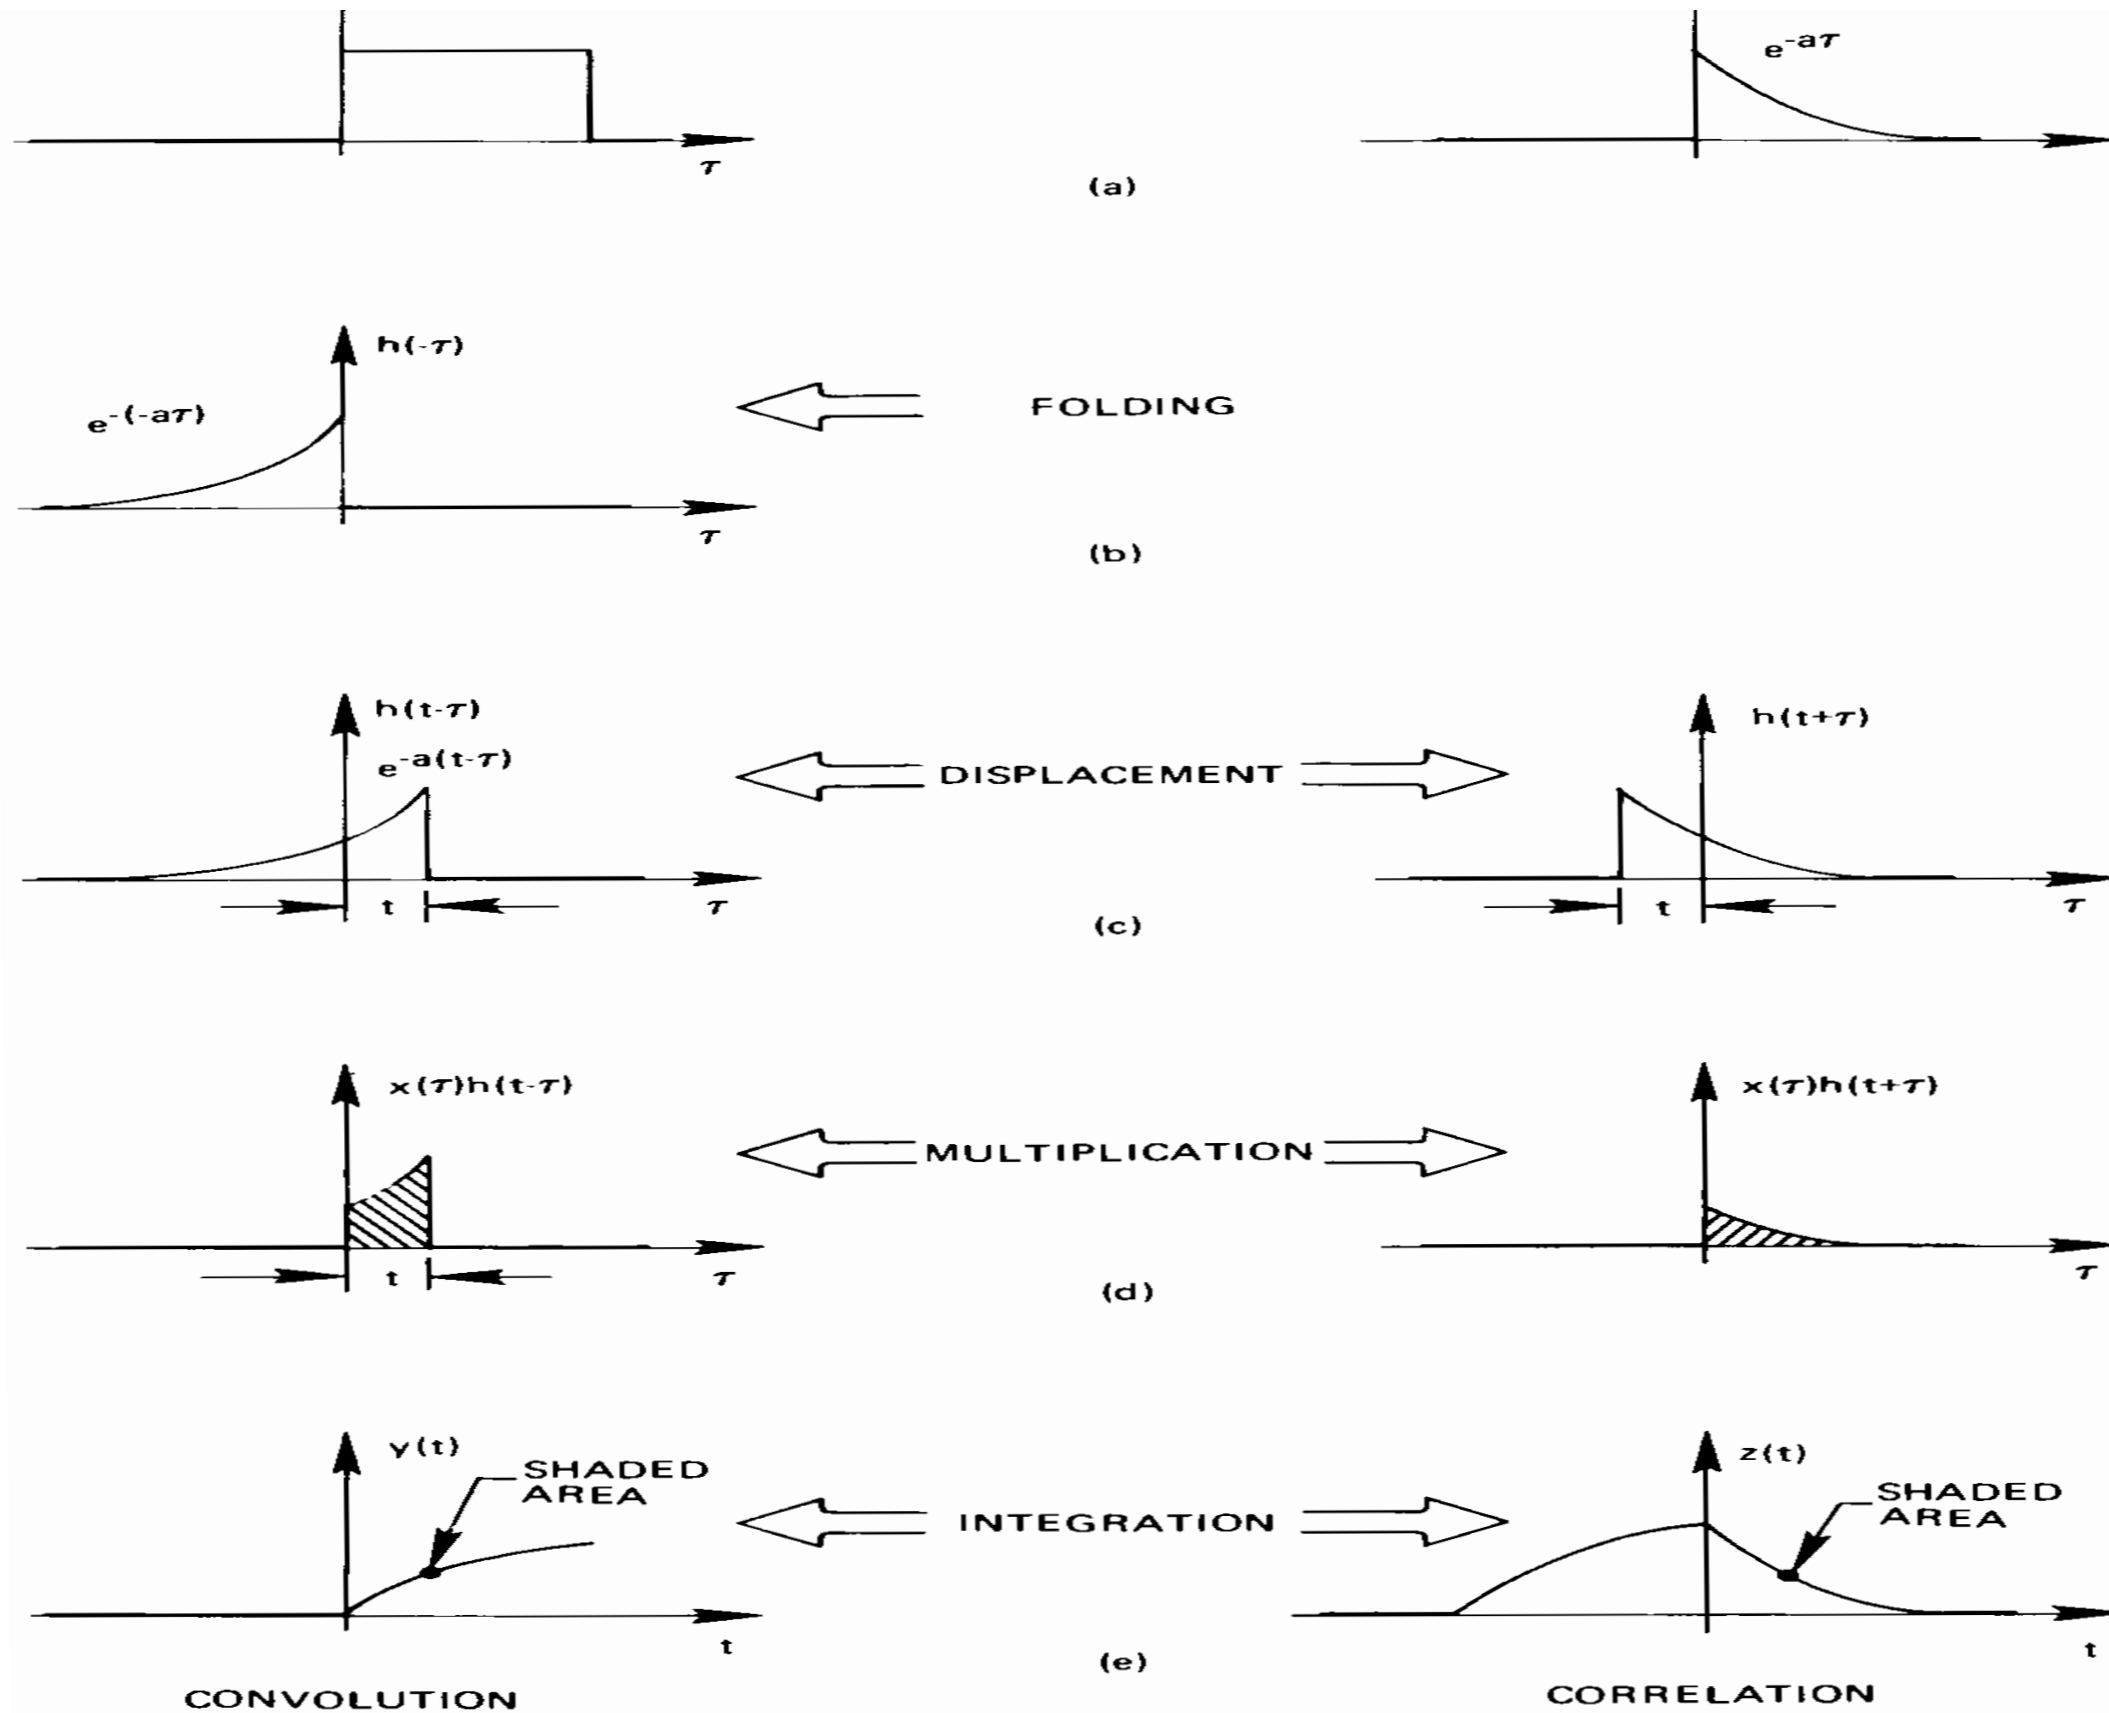 e^-aτ
τ
(a)
h(-τ)
e^-(-aτ)
FOLDING
τ
(b)
h(t-τ)
e^-a(t-τ)
DISPLACEMENT
h(t+τ)
t
τ
t
τ
(c)
x(τ)h(t-τ)
MULTIPLICATION
x(τ)h(t+τ)
t
τ
τ
(d)
y(t)
SHADED
AREA
INTEGRATION
z(t)
SHADED
AREA
t
t
(e)
CONVOLUTION
CORRELATION